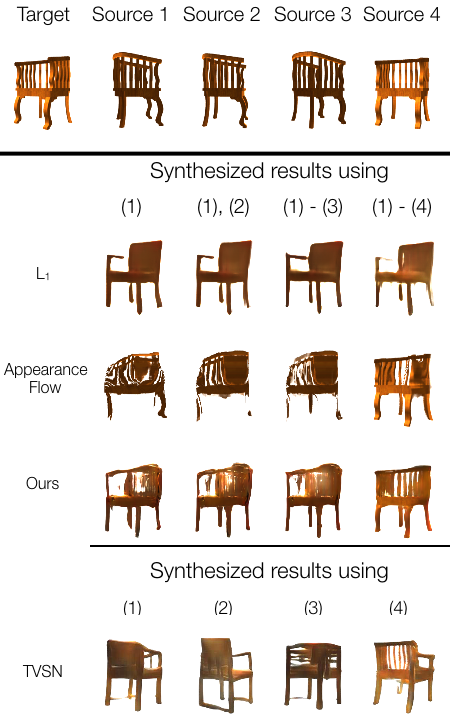 Target Source 1 Source 2 Source 3 Source 4
Synthesized results using
(1) (1), (2) (1) - (3) (1) - (4)
L₁
Appearance
Flow
Ours
Synthesized results using
(1) (2) (3) (4)
TVSN